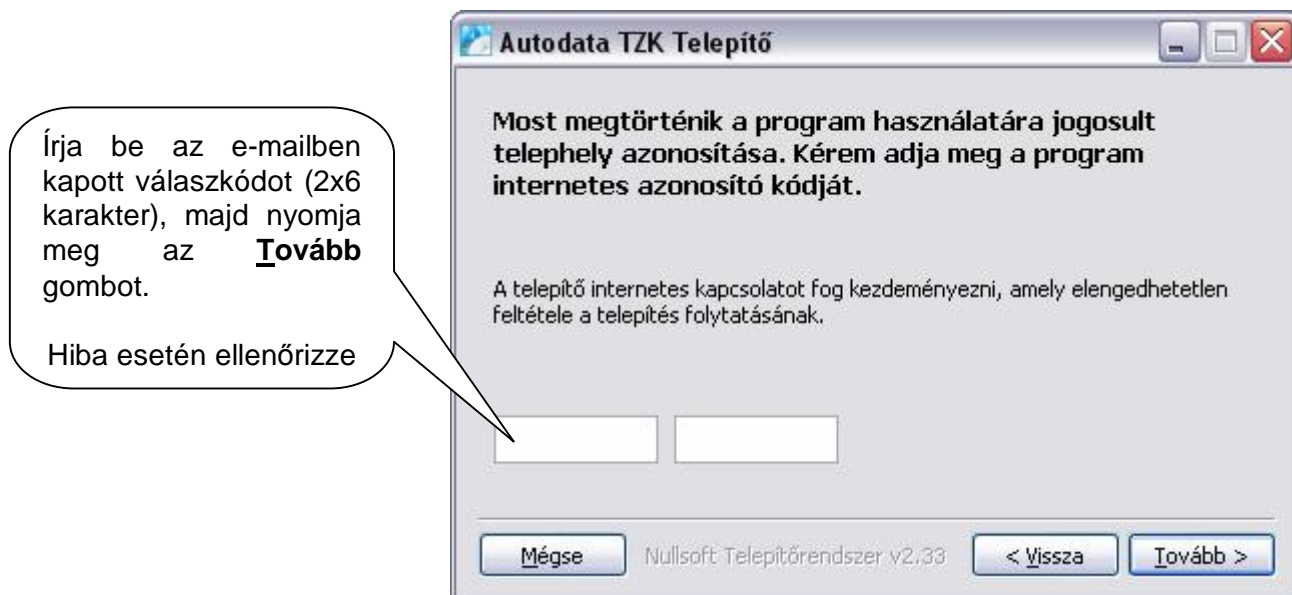 Autodata TZK Telepítő
Most megtörténik a program használatára jogosult
telephely azonosítása. Kérem adja meg a program
internetes azonosító kódját.
Írja be az e-mailben
kapott válaszkódot (2x6
karakter), majd nyomja
meg az Tovább
gombot.
Hiba esetén ellenőrizze
A telepítő internetes kapcsolatot fog kezdeményezni, amely elengedhetetlen
feltétele a telepítés folytatásának.
Mégse Nullsoft Telepítőrendszer v2.33 < Vissza Tovább >